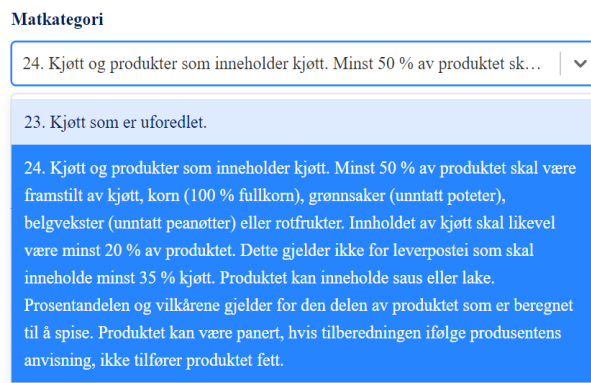 Matkategori
24. Kjøtt og produkter som inneholder kjøtt. Minst 50 % av produktet sk...
23. Kjøtt som er uforedlet.
24. Kjøtt og produkter som inneholder kjøtt. Minst 50 % av produktet skal være
framstilt av kjøtt, korn (100 % fullkorn), grønnsaker (unntatt poteter),
belgvekster (unntatt peanøtter) eller rotfrukter. Innholdet av kjøtt skal likevel
være minst 20 % av produktet. Dette gjelder ikke for leverpostei som skal
inneholde minst 35 % kjøtt. Produktet kan inneholde saus eller lake.
Prosentandelen og vilkårene gjelder for den delen av produktet som er beregnet
til å spise. Produktet kan være panert, hvis tilberedningen ifølge produsentens
anvisning, ikke tilfører produktet fett.